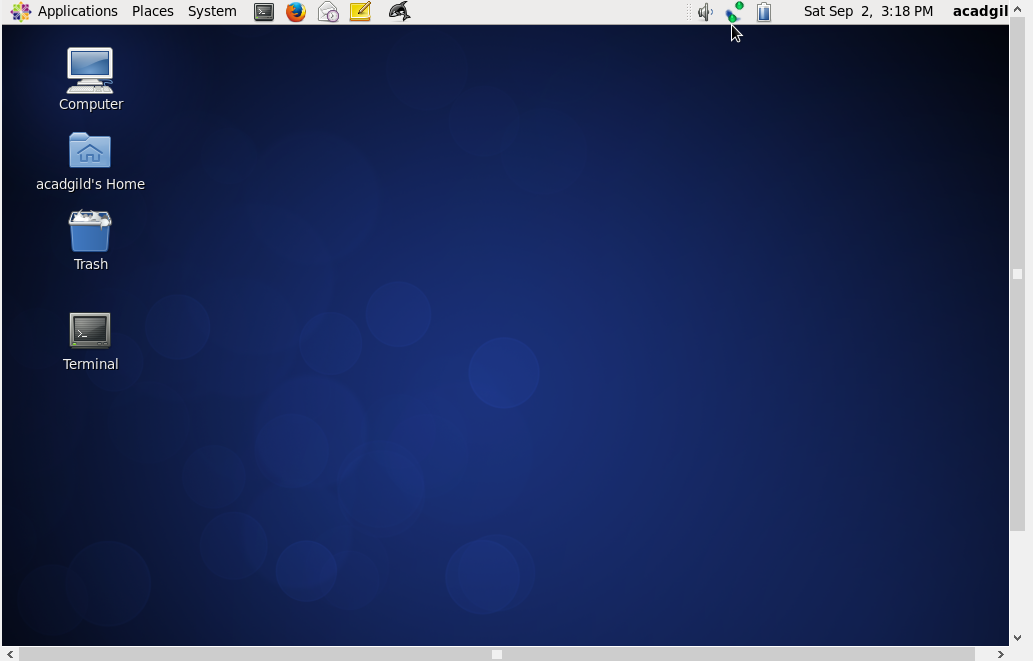 Applications Places System Sat Sep 2, 3:18 PM acadgil
Computer
acadgild's Home
Trash
Terminal